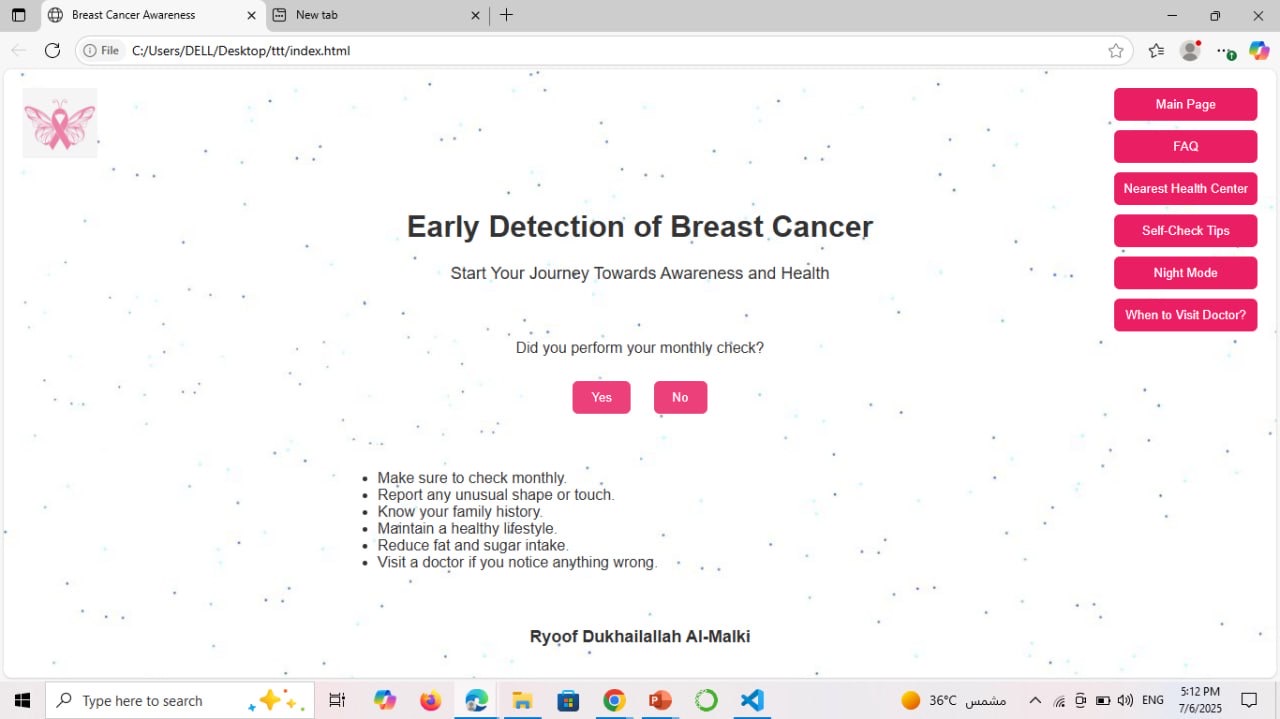 Breast Cancer Awareness
New tab
File
C:/Users/DELL/Desktop/ttt/index.html
Main Page
FAQ
Nearest Health Center
Self-Check Tips
Night Mode
When to Visit Doctor?
Early Detection of Breast Cancer
Start Your Journey Towards Awareness and Health
Did you perform your monthly check?
Yes
No
Make sure to check monthly.
Report any unusual shape or touch.
Know your family history.
Maintain a healthy lifestyle.
Reduce fat and sugar intake.
Visit a doctor if you notice anything wrong.
Ryoof Dukhailallah Al-Malki
Type here to search
36°C مشمس
ENG
5:12 PM
7/6/2025